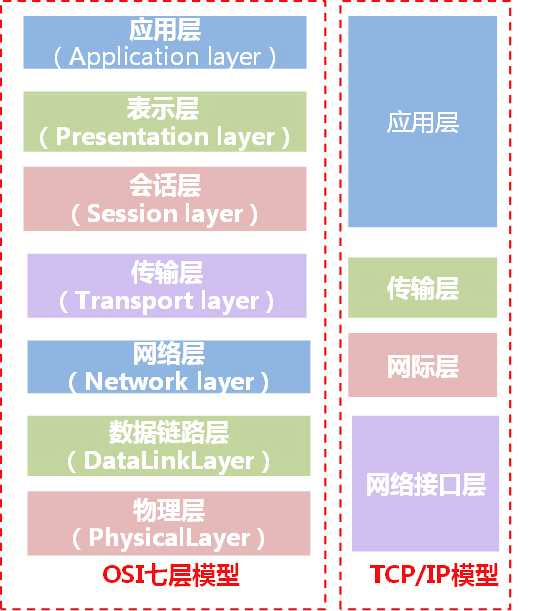 应用层
（Application layer）
表示层
（Presentation layer）
会话层
（Session layer）
传输层
（Transport layer）
网络层
（Network layer）
数据链路层
（DataLinkLayer）
物理层
（PhysicalLayer）
OSI七层模型
应用层
传输层
网际层
网络接口层
TCP/IP模型